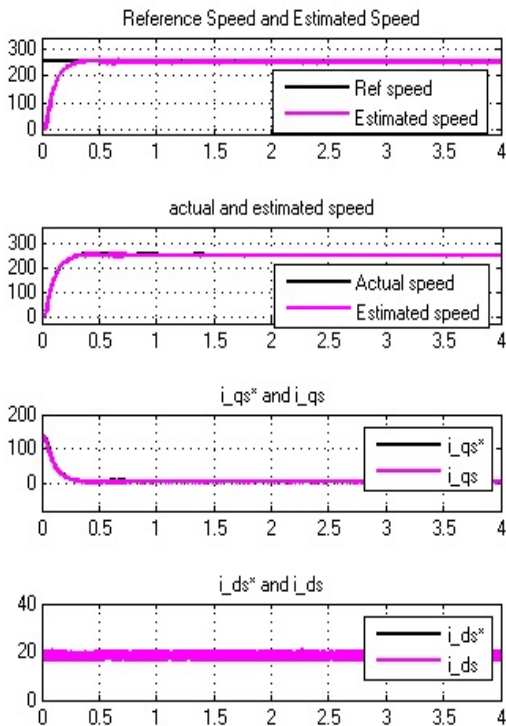 Reference Speed and Estimated Speed
300
200
100
0
Ref speed
Estimated speed
0 0.5 1 1.5 2 2.5 3 3.5 4
actual and estimated speed
300
200
100
0
Actual speed
Estimated speed
0 0.5 1 1.5 2 2.5 3 3.5 4
i_qs* and i_qs
200
100
0
i_qs*
i_qs
0 0.5 1 1.5 2 2.5 3 3.5 4
i_ds* and i_ds
40
20
0
i_ds*
i_ds
0 0.5 1 1.5 2 2.5 3 3.5 4